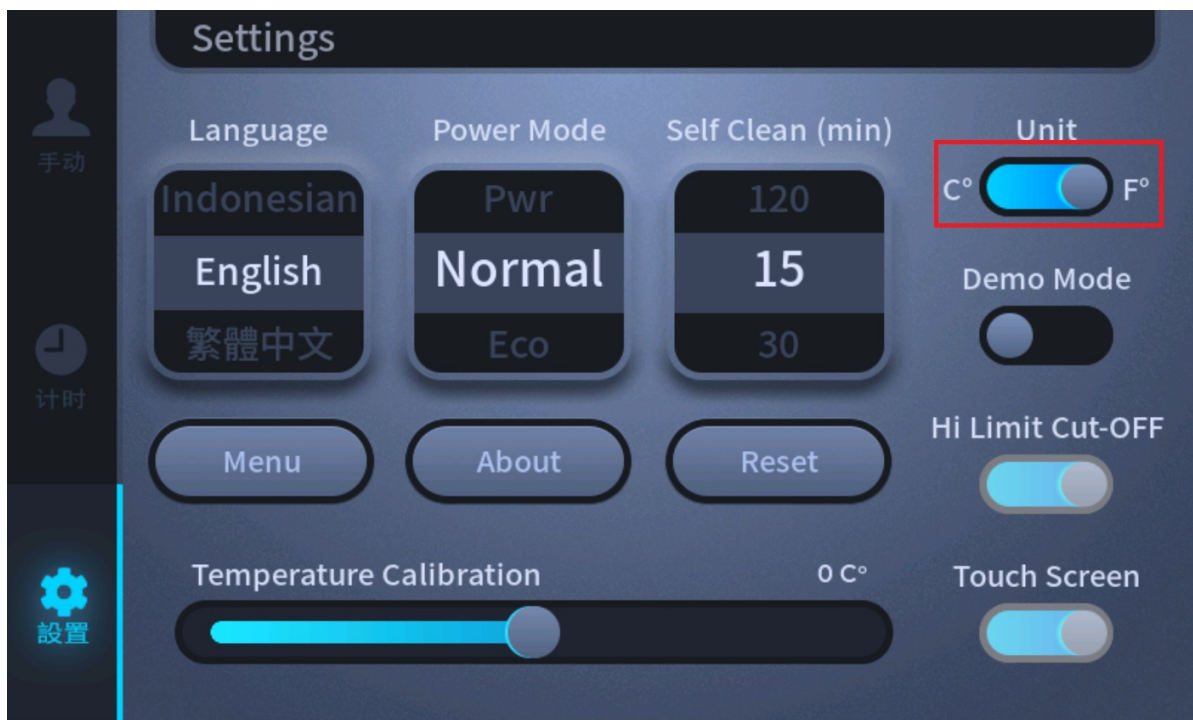 Settings
手动
计时
設置
Language
Indonesian
English
繁體中文
Power Mode
Pwr
Normal
Eco
Self Clean (min)
120
15
30
Unit
C° F°
Demo Mode
Hi Limit Cut-OFF
Touch Screen
Menu
About
Reset
Temperature Calibration 0 C°